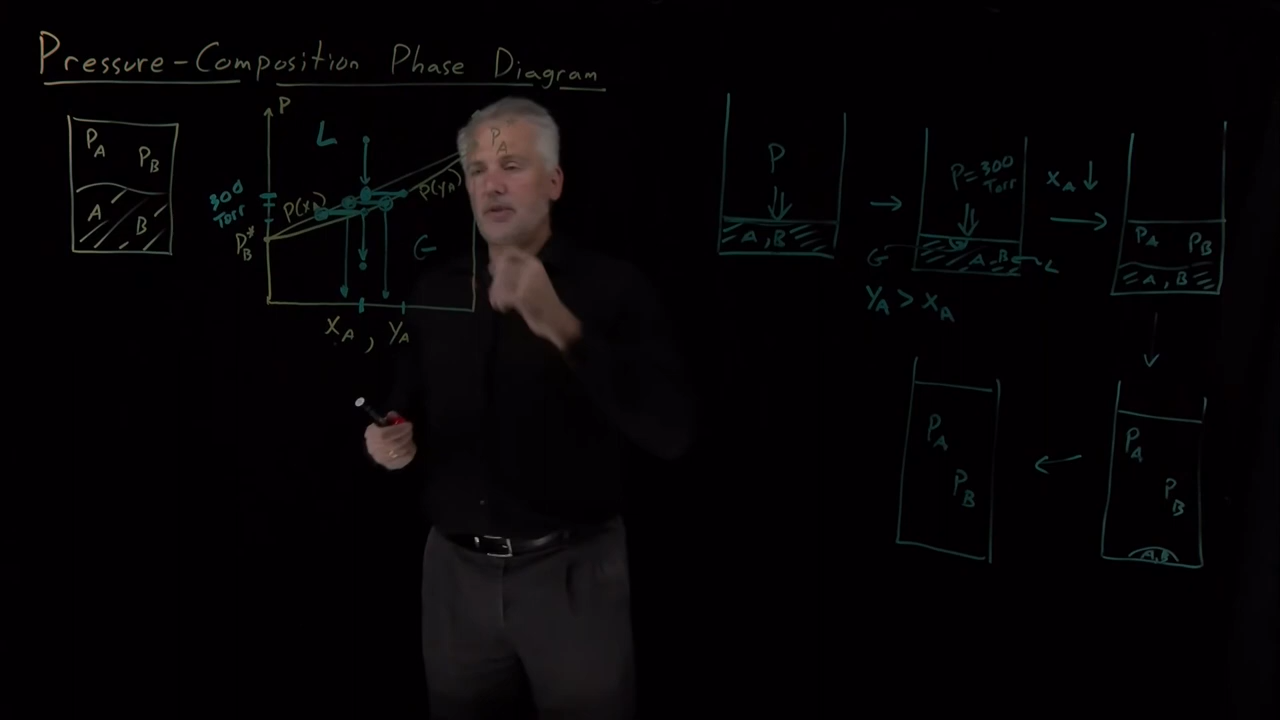 Pressure-Composition Phase Diagram
P_A
P_B
A
B
P
L
300
Torr
P(x_A
P_B*
P_A*
P(y_A)
G
x_A, y_A
P
A, B
P=300
Torr
A B
G
L
y_A > x_A
x_A ↓
P_A P_B
A, B
P_A
P_B
A,B
P_A
P_B